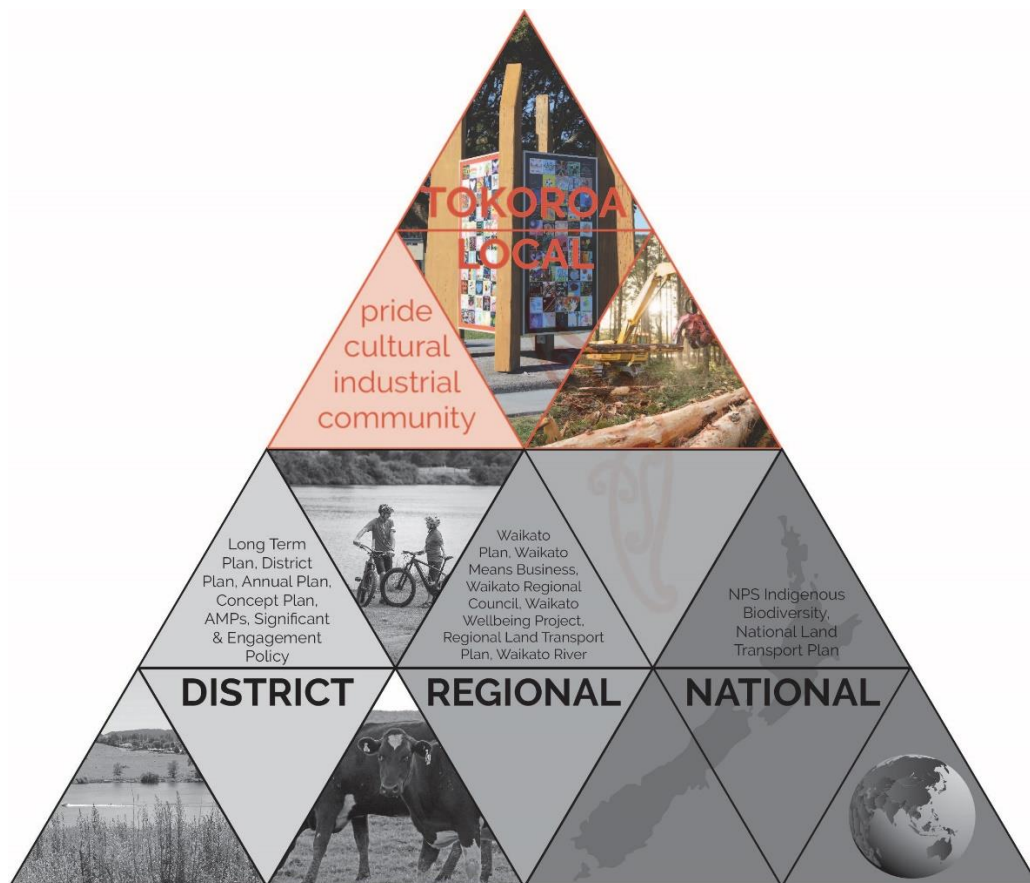 TOKOROA
LOCAL
pride
cultural
industrial
community
Long Term
Plan, District
Plan, Annual Plan,
Concept Plan,
AMPs, Significant
& Engagement
Policy
Waikato
Plan, Waikato
Means Business,
Waikato Regional
Council, Waikato
Wellbeing Project,
Regional Land Transport
Plan, Waikato River
NPS Indigenous
Biodiversity,
National Land
Transport Plan
DISTRICT
REGIONAL
NATIONAL